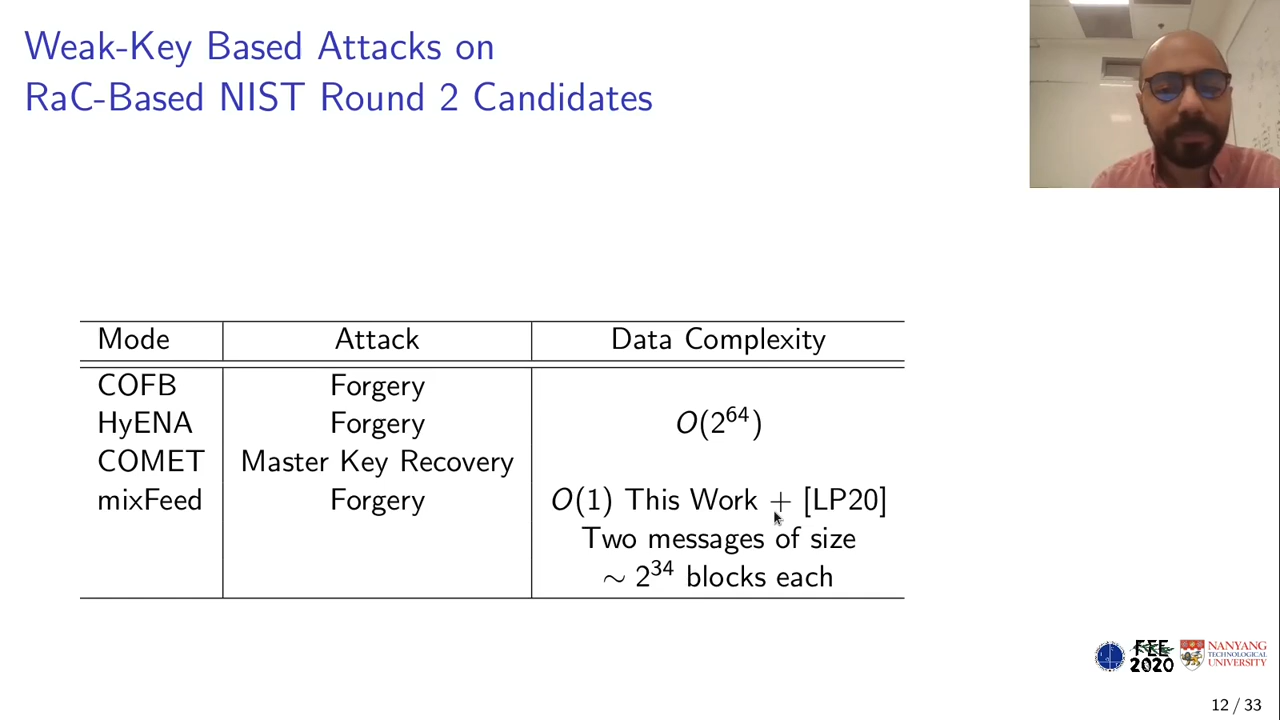 Weak-Key Based Attacks on
RaC-Based NIST Round 2 Candidates
Mode Attack Data Complexity
COFB Forgery
HyENA Forgery O(2^64)
COMET Master Key Recovery
mixFeed Forgery O(1) This Work + [LP20]
Two messages of size
∼ 2^34 blocks each
FSE
2020
NANYANG
TECHNOLOGICAL
UNIVERSITY
12 / 33